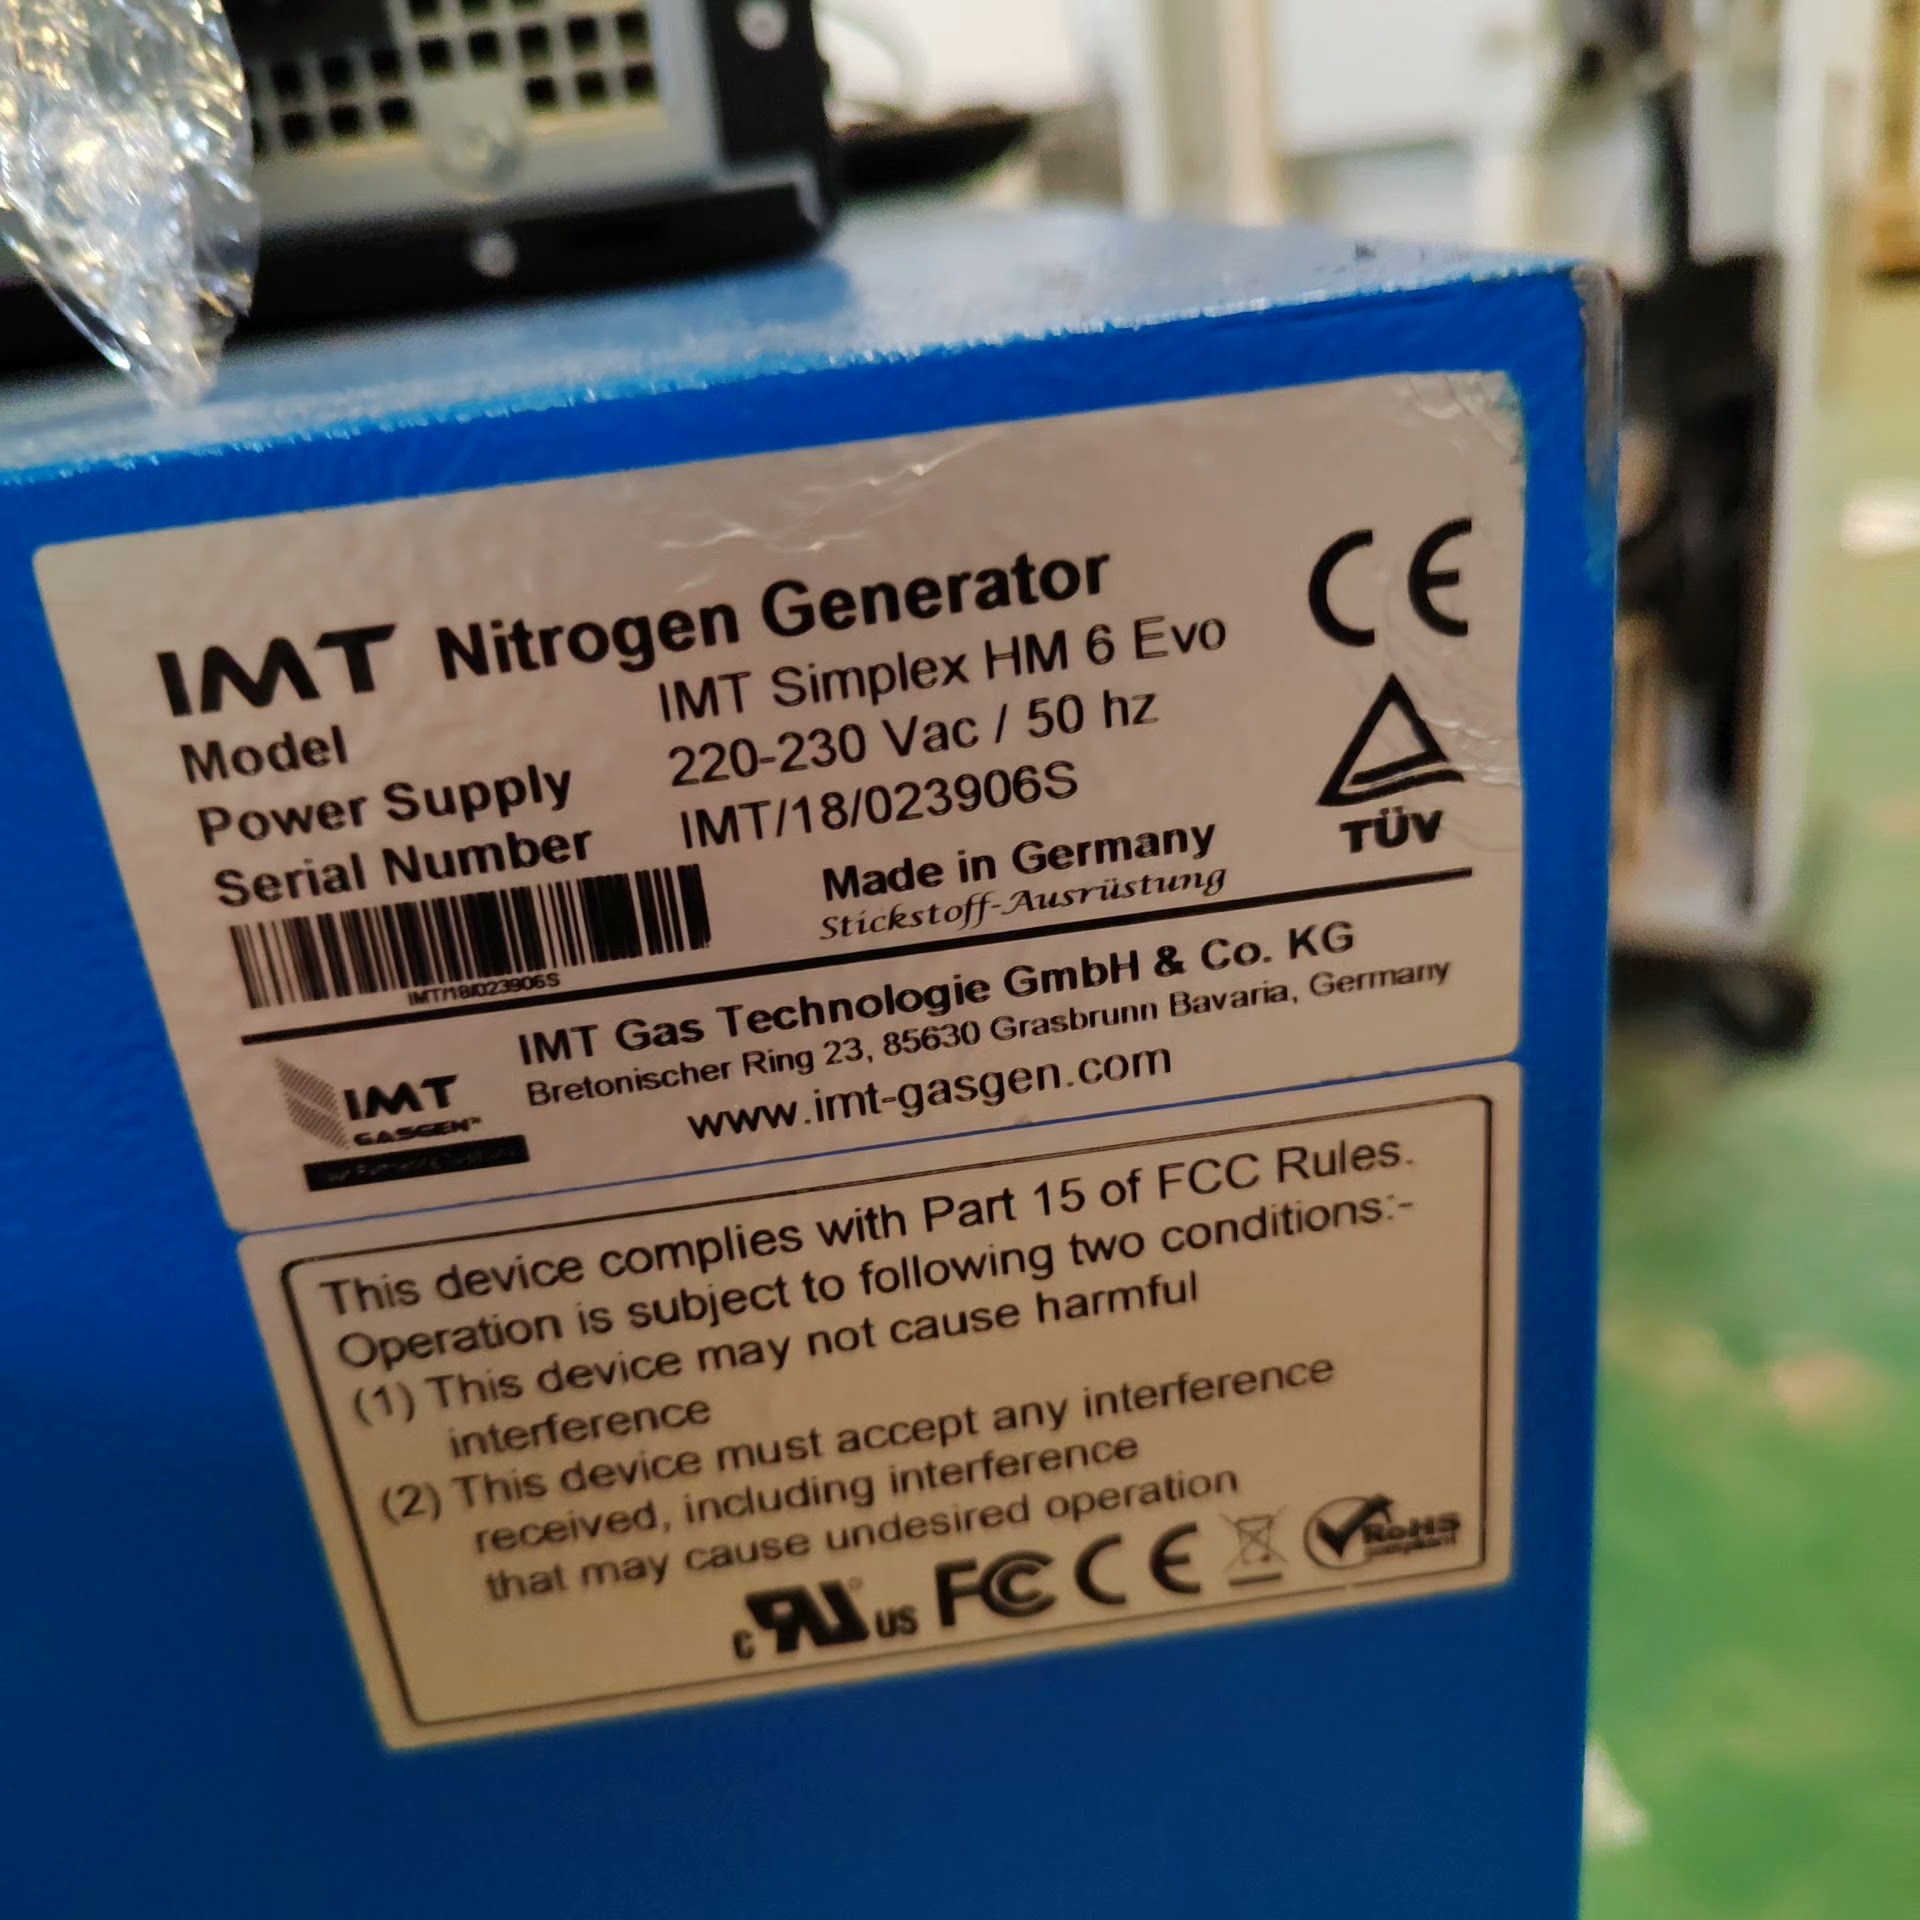 IMT Nitrogen Generator
Model IMT Simplex HM 6 Evo
Power Supply 220-230 Vac / 50 hz
Serial Number IMT/18/023906S
Made in Germany
Stickstoff-Ausrüstung
IMT/18/023906S
CE
TÜV
IMT Gas Technologie GmbH & Co. KG
Bretonischer Ring 23, 85630 Grasbrunn Bavaria, Germany
www.imt-gasgen.com
IMT
GASGEN
This device complies with Part 15 of FCC Rules.
Operation is subject to following two conditions:-
(1) This device may not cause harmful
interference
(2) This device must accept any interference
received, including interference
that may cause undesired operation
c RU US FC CE RoHS
compliant